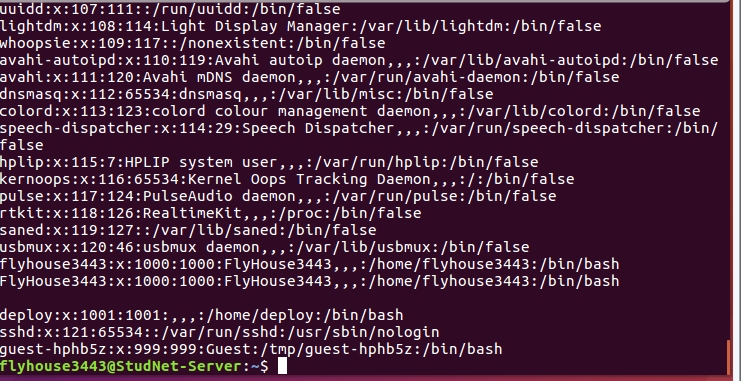 uuidd:x:107:111::/run/uuidd:/bin/false
lightdm:x:108:114:Light Display Manager:/var/lib/lightdm:/bin/false
whoopsie:x:109:117::/nonexistent:/bin/false
avahi-autoipd:x:110:119:Avahi autoip daemon,,,:/var/lib/avahi-autoipd:/bin/false
avahi:x:111:120:Avahi mDNS daemon,,,:/var/run/avahi-daemon:/bin/false
dnsmasq:x:112:65534:dnsmasq,,,:/var/lib/misc:/bin/false
colord:x:113:123:colord colour management daemon,,,:/var/lib/colord:/bin/false
speech-dispatcher:x:114:29:Speech Dispatcher,,,:/var/run/speech-dispatcher:/bin/
false
hplip:x:115:7:HPLIP system user,,,:/var/run/hplip:/bin/false
kernoops:x:116:65534:Kernel Oops Tracking Daemon,,,:/:/bin/false
pulse:x:117:124:PulseAudio daemon,,,:/var/run/pulse:/bin/false
rtkit:x:118:126:RealtimeKit,,,:/proc:/bin/false
saned:x:119:127::/var/lib/saned:/bin/false
usbmux:x:120:46:usbmux daemon,,,:/var/lib/usbmux:/bin/false
flyhouse3443:x:1000:1000:FlyHouse3443,,,:/home/flyhouse3443:/bin/bash
FlyHouse3443:x:1000:1000:FlyHouse3443,,,:/home/flyhouse3443:/bin/bash
deploy:x:1001:1001:,,,:/home/deploy:/bin/bash
sshd:x:121:65534::/var/run/sshd:/usr/sbin/nologin
guest-hphb5z:x:999:999:Guest:/tmp/guest-hphb5z:/bin/bash
flyhouse3443@StudNet-Server:~$